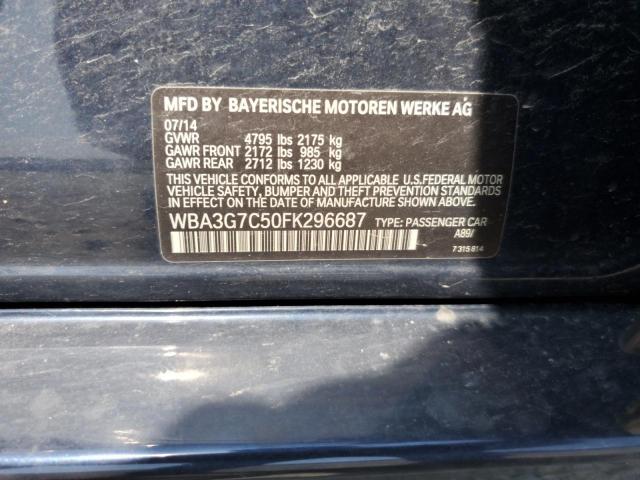 MFD BY BAYERISCHE MOTOREN WERKE AG
07/14
GVWR 4795 lbs 2175 kg
GAWR FRONT 2172 lbs 985 kg
GAWR REAR 2712 lbs 1230 kg
THIS VEHICLE CONFORMS TO ALL APPLICABLE U.S.FEDERAL MOTOR
VEHICLE SAFETY, BUMPER AND THEFT PREVENTION STANDARDS
IN EFFECT ON THE DATE OF MANUFACTURE SHOWN ABOVE.
WBA3G7C50FK296687 TYPE: PASSENGER CAR
A89/
7315814